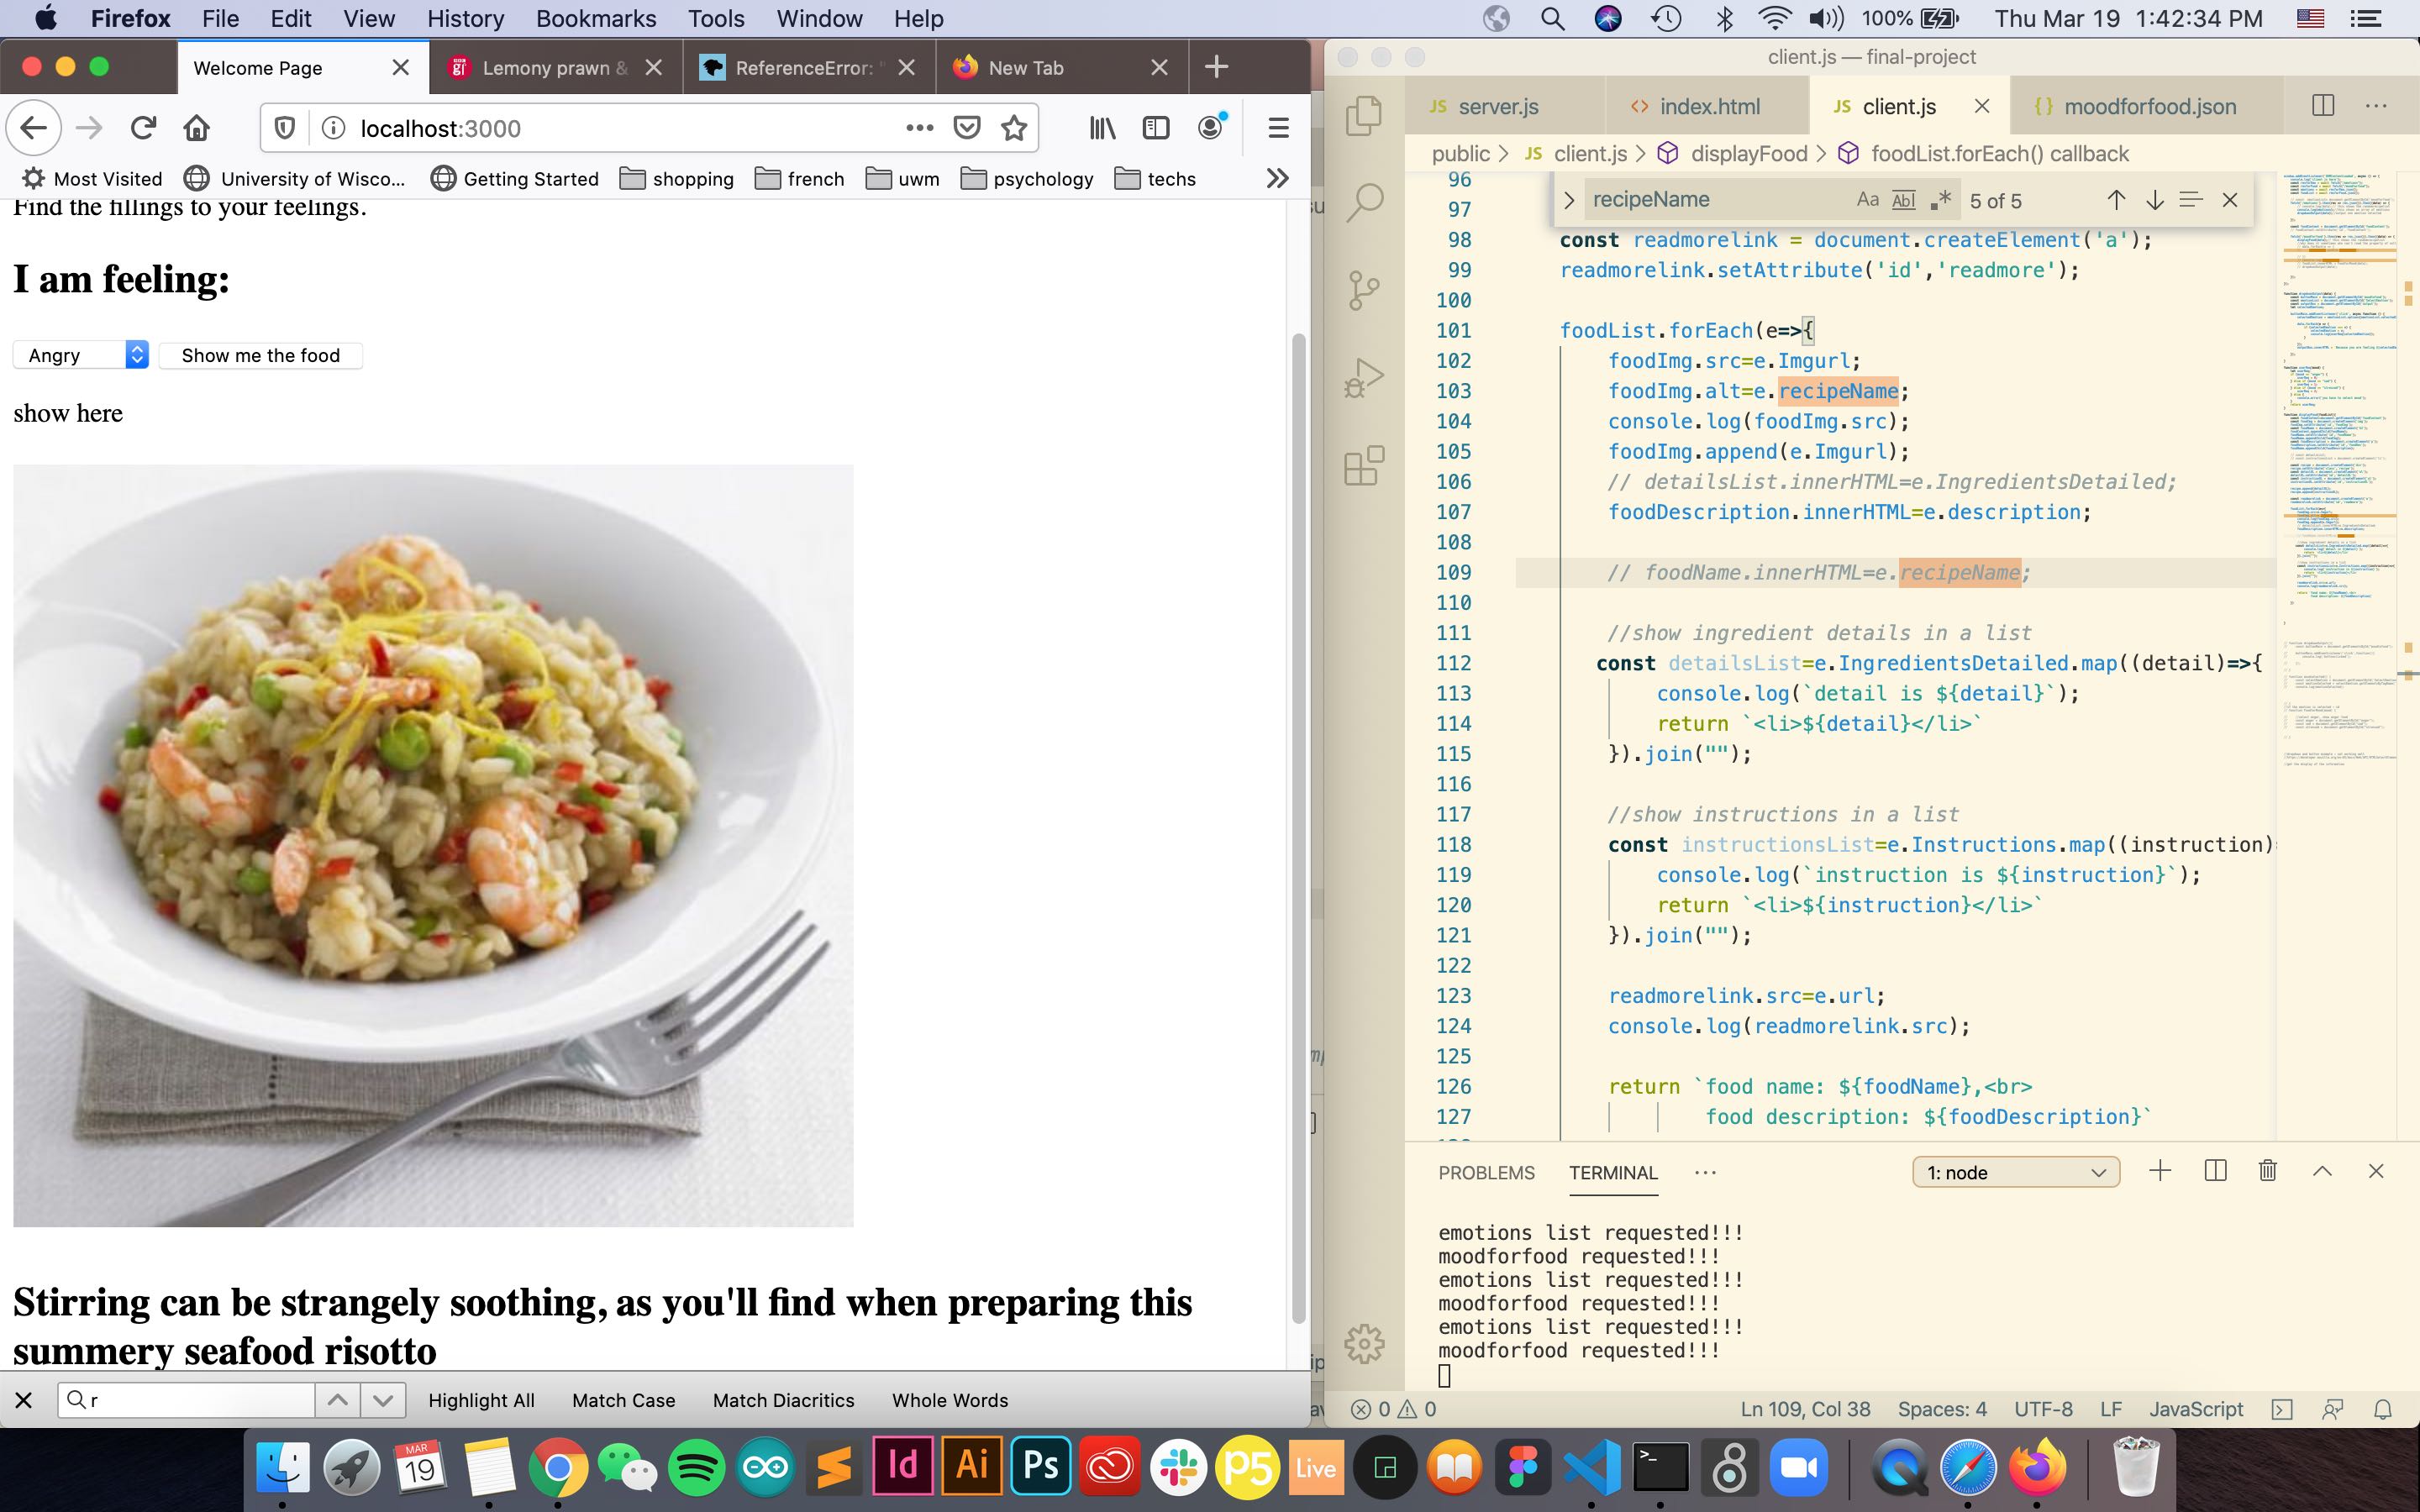 Firefox File Edit View History Bookmarks Tools Window Help 100% Thu Mar 19 1:42:34 PM
Welcome Page Lemony prawn & ReferenceError: " New Tab
localhost:3000
Most Visited University of Wisco... Getting Started shopping french uwm psychology techs
Find the fillings to your feelings.
I am feeling:
Angry Show me the food
show here
Stirring can be strangely soothing, as you'll find when preparing this
summery seafood risotto
r Highlight All Match Case Match Diacritics Whole Words
client.js — final-project
JS server.js <> index.html JS client.js {} moodforfood.json ...
public > JS client.js > displayFood > foodList.forEach() callback
recipeName Aa Abl .* 5 of 5
96
97
98 const readmorelink = document.createElement('a');
99 readmorelink.setAttribute('id','readmore');
100
101 foodList.forEach(e=>{
102 foodImg.src=e.Imgurl;
103 foodImg.alt=e.recipeName;
104 console.log(foodImg.src);
105 foodImg.append(e.Imgurl);
106 // detailsList.innerHTML=e.IngredientsDetailed;
107 foodDescription.innerHTML=e.description;
108
109 // foodName.innerHTML=e.recipeName;
110
111 //show ingredient details in a list
112 const detailsList=e.IngredientsDetailed.map((detail)=>{
113 console.log(`detail is ${detail}`);
114 return `<li>${detail}</li>`
115 }).join("");
116
117 //show instructions in a list
118 const instructionsList=e.Instructions.map((instruction)
119 console.log(`instruction is ${instruction}`);
120 return `<li>${instruction}</li>`
121 }).join("");
122
123 readmorelink.src=e.url;
124 console.log(readmorelink.src);
125
126 return `food name: ${foodName},<br>
127 food description: ${foodDescription}`
PROBLEMS TERMINAL ... 1: node
emotions list requested!!!
moodforfood requested!!!
emotions list requested!!!
moodforfood requested!!!
emotions list requested!!!
moodforfood requested!!!
0 0 Ln 109, Col 38 Spaces: 4 UTF-8 LF JavaScript
MAR
19 Id Ai Ps P5 Live